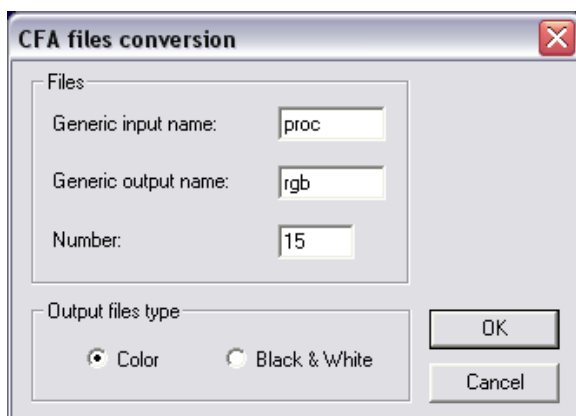 CFA files conversion
Files
Generic input name: proc
Generic output name: rgb
Number: 15
Output files type
Color Black & White
OK
Cancel